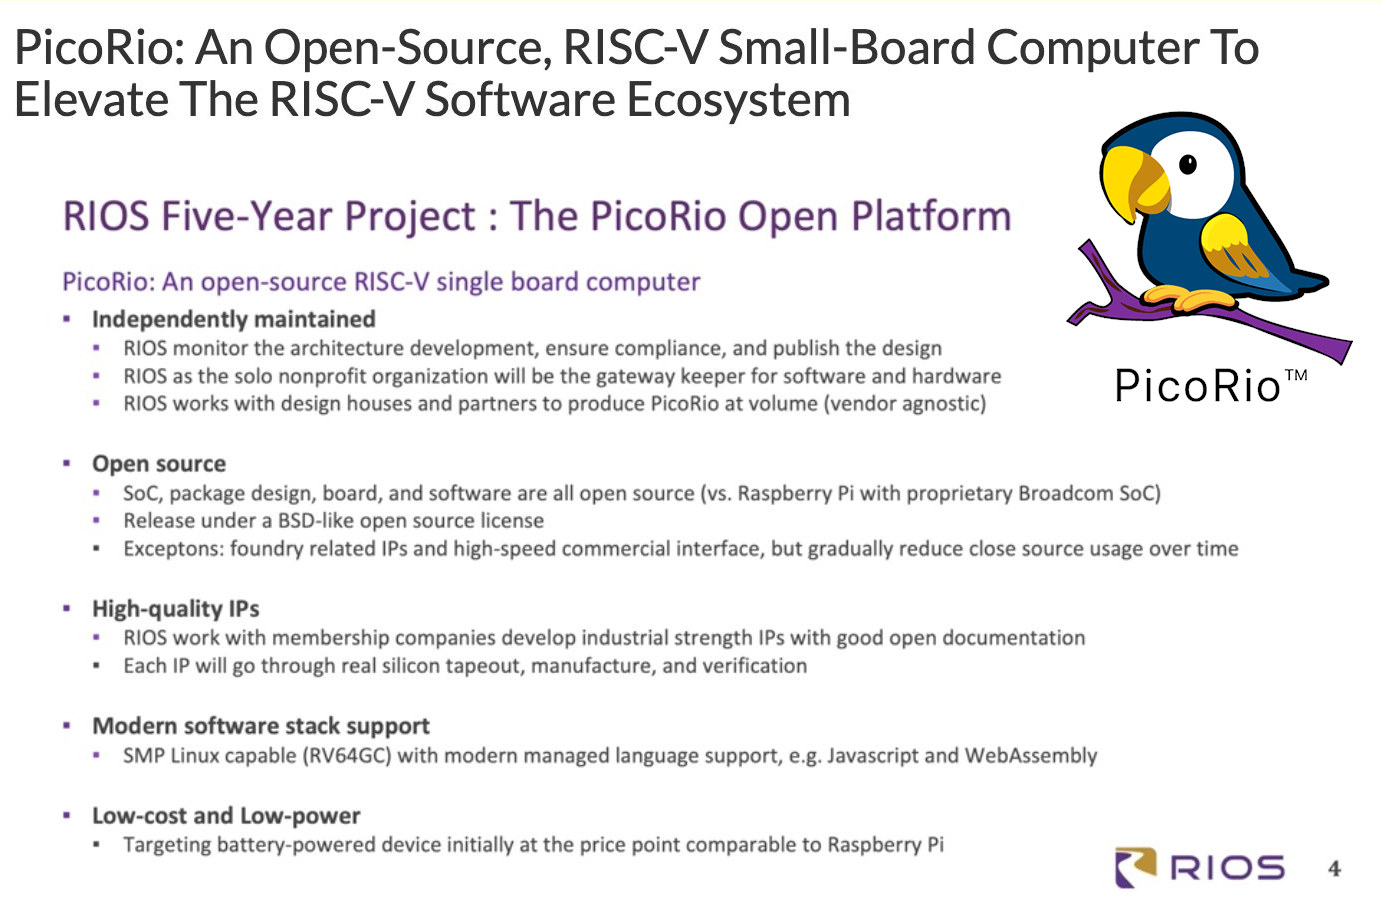 PicoRio: An Open-Source, RISC-V Small-Board Computer To
Elevate The RISC-V Software Ecosystem
RIOS Five-Year Project : The PicoRio Open Platform
PicoRio: An open-source RISC-V single board computer
▪ Independently maintained
▪ RIOS monitor the architecture development, ensure compliance, and publish the design
▪ RIOS as the solo nonprofit organization will be the gateway keeper for software and hardware
▪ RIOS works with design houses and partners to produce PicoRio at volume (vendor agnostic)
PicoRio™
▪ Open source
▪ SoC, package design, board, and software are all open source (vs. Raspberry Pi with proprietary Broadcom SoC)
▪ Release under a BSD-like open source license
▪ Exceptons: foundry related IPs and high-speed commercial interface, but gradually reduce close source usage over time
▪ High-quality IPs
▪ RIOS work with membership companies develop industrial strength IPs with good open documentation
▪ Each IP will go through real silicon tapeout, manufacture, and verification
▪ Modern software stack support
▪ SMP Linux capable (RV64GC) with modern managed language support, e.g. Javascript and WebAssembly
▪ Low-cost and Low-power
▪ Targeting battery-powered device initially at the price point comparable to Raspberry Pi
RIOS
4